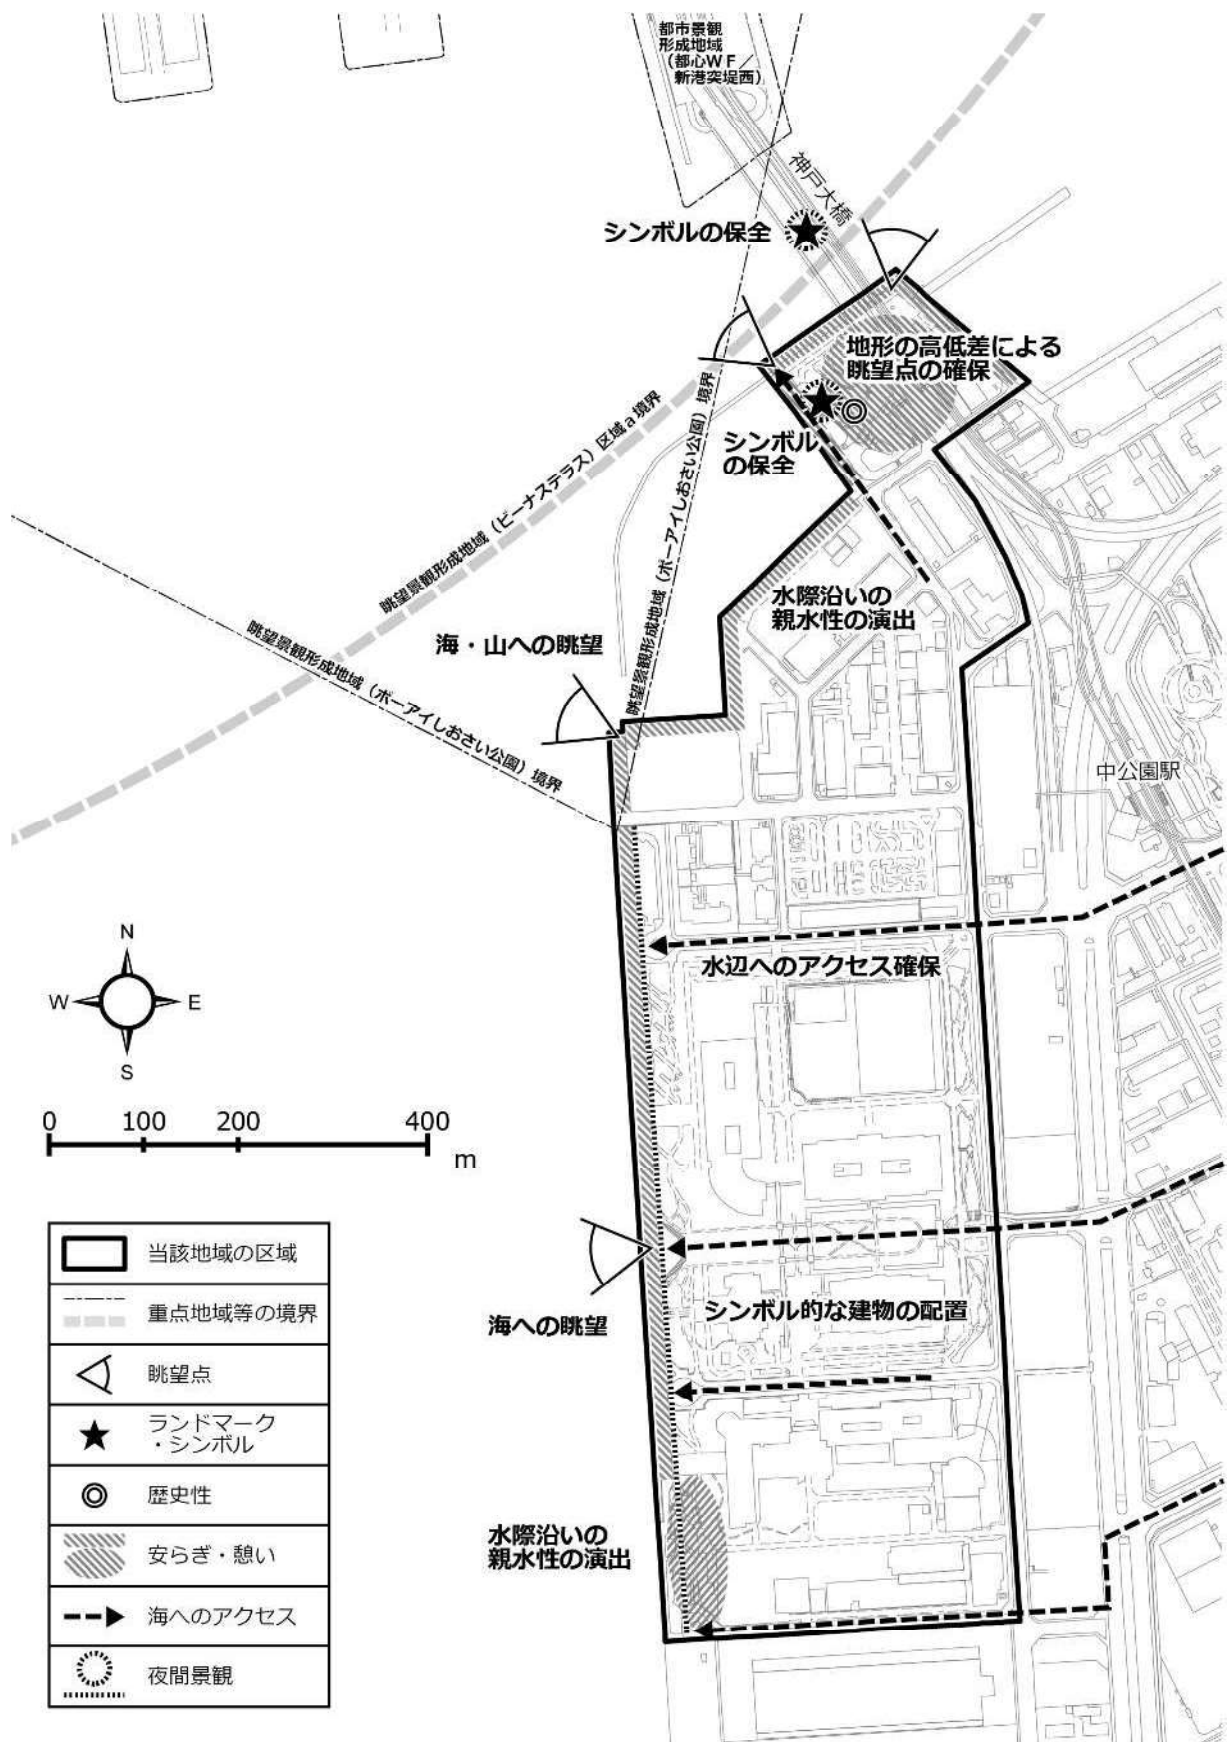 都市景観
形成地域
（都心ＷＦ／
新港突堤西）
神戸大橋
シンボルの保全
地形の高低差による
眺望点の確保
シンボル
の保全
眺望景観形成地域（ビーナステラス）区域a境界
眺望景観形成地域（ポーアイしおさい公園）境界
眺望景観形成地域（ポーアイしおさい公園）境界
水際沿いの
親水性の演出
海・山への眺望
中公園駅
水辺へのアクセス確保
N
W
E
S
0 100 200 400
m
海への眺望
シンボル的な建物の配置
水際沿いの
親水性の演出
当該地域の区域
重点地域等の境界
眺望点
ランドマーク
・シンボル
歴史性
安らぎ・憩い
海へのアクセス
夜間景観